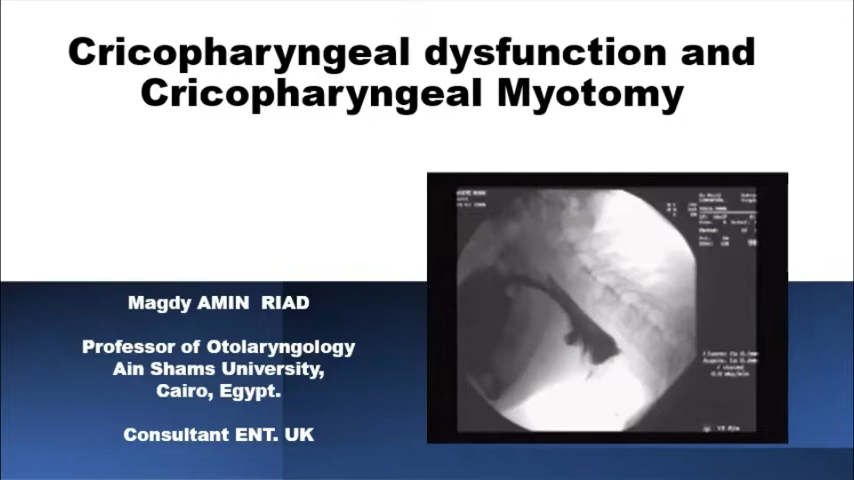 Cricopharyngeal dysfunction and
Cricopharyngeal Myotomy
Magdy AMIN RIAD
Professor of Otolaryngology
Ain Shams University,
Cairo, Egypt.
Consultant ENT. UK